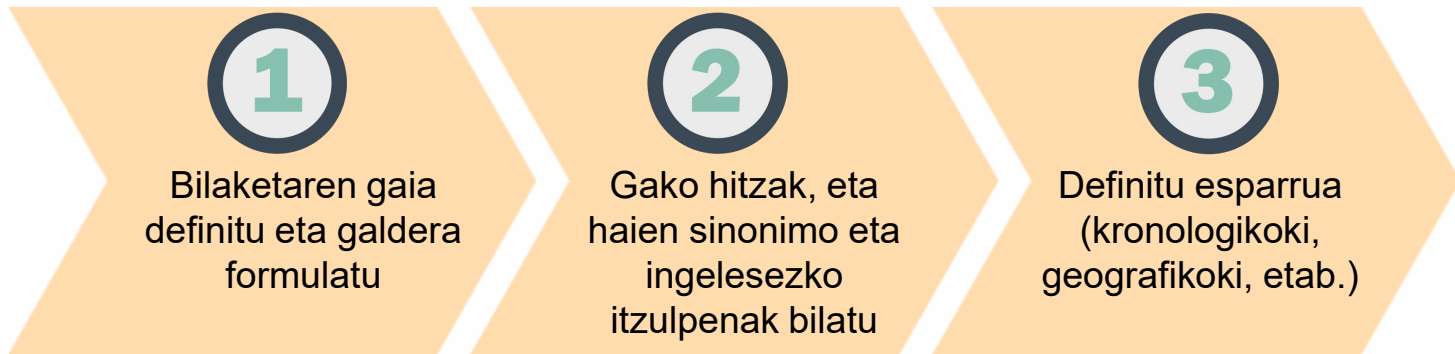 1
Bilaketaren gaia
definitu eta galdera
formulatu
2
Gako hitzak, eta
haien sinonimo eta
ingelesezko
itzulpenak bilatu
3
Definitu esparrua
(kronologikoki,
geografikoki, etab.)